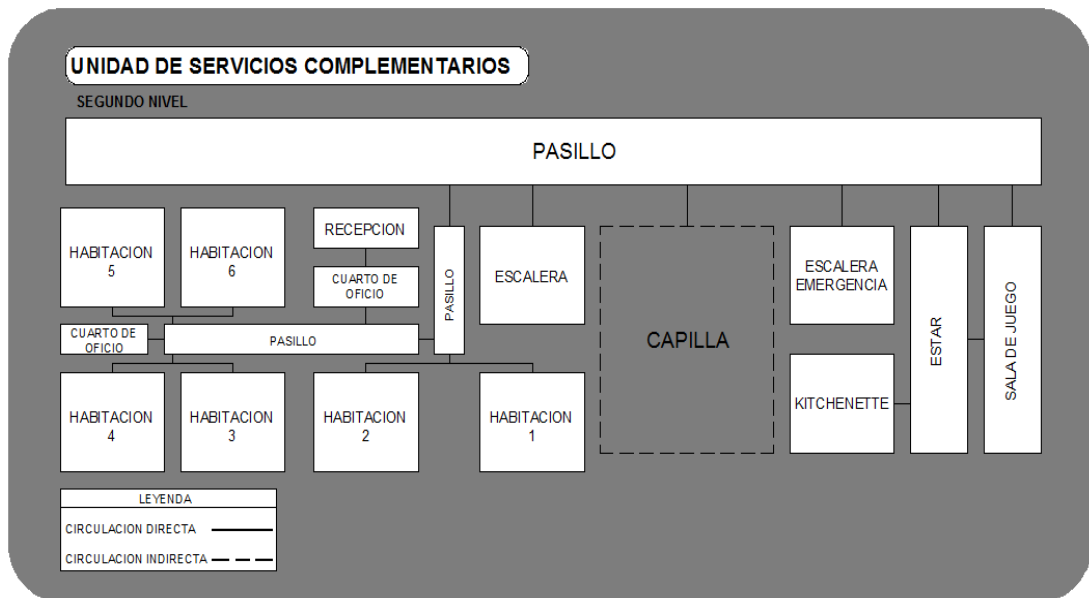 UNIDAD DE SERVICIOS COMPLEMENTARIOS
SEGUNDO NIVEL
PASILLO
HABITACION
5
HABITACION
6
RECEPCION
CUARTO DE
OFICIO
PASILLO
ESCALERA
CAPILLA
ESCALERA
EMERGENCIA
ESTAR
SALA DE JUEGO
CUARTO DE
OFICIO
PASILLO
KITCHENETTE
HABITACION
4
HABITACION
3
HABITACION
2
HABITACION
1
LEYENDA
CIRCULACION DIRECTA
CIRCULACION INDIRECTA